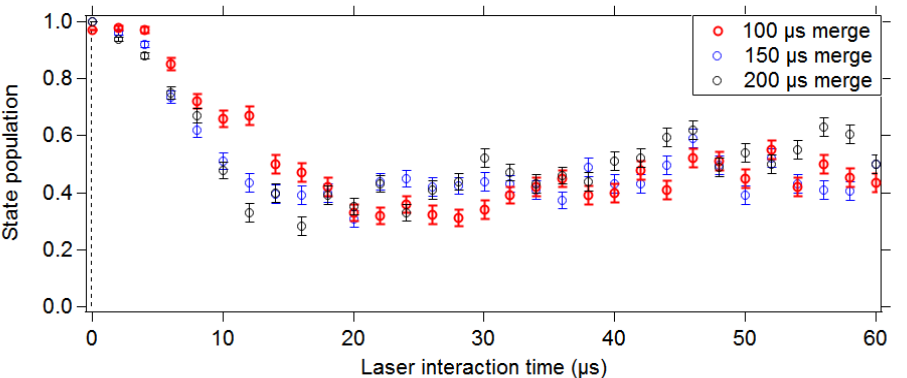 1.0
0.8
0.6
0.4
0.2
0.0
State population
100 µs merge
150 µs merge
200 µs merge
0 10 20 30 40 50 60
Laser interaction time (µs)